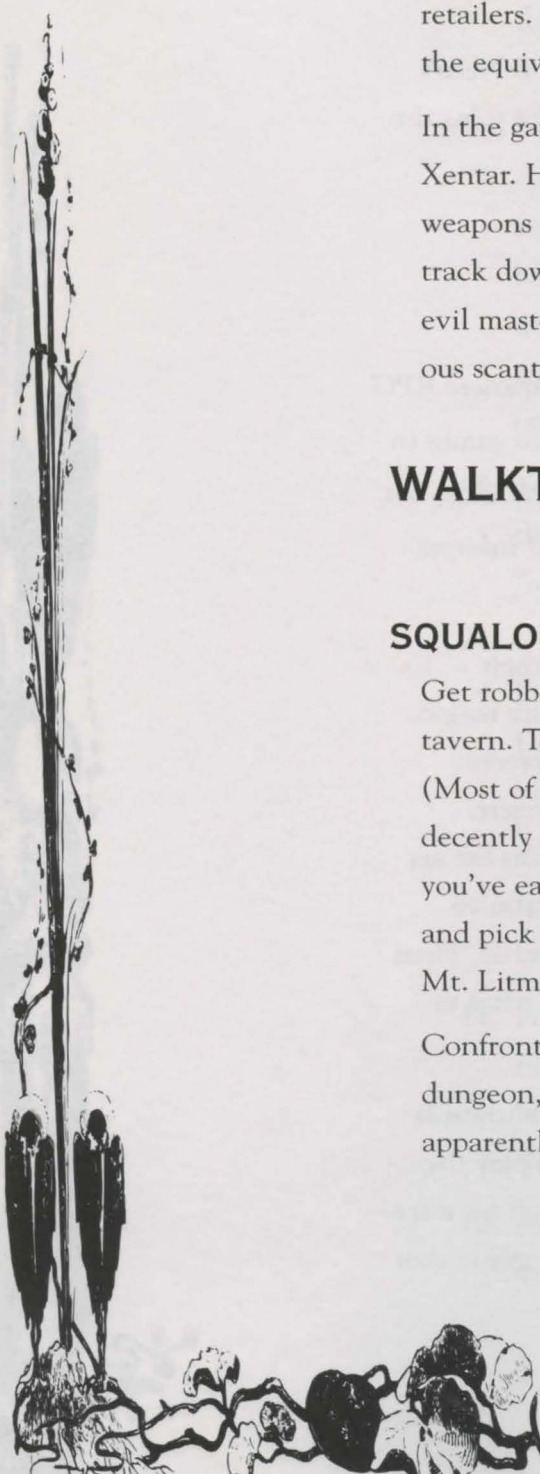 retailers.
the equiv
In the ga
Xentar. H
weapons
track dow
evil mast
ous scant
WALKT
SQUALO
Get robb
tavern. T
(Most of
decently
you've ea
and pick
Mt. Litm
Confront
dungeon,
apparentl